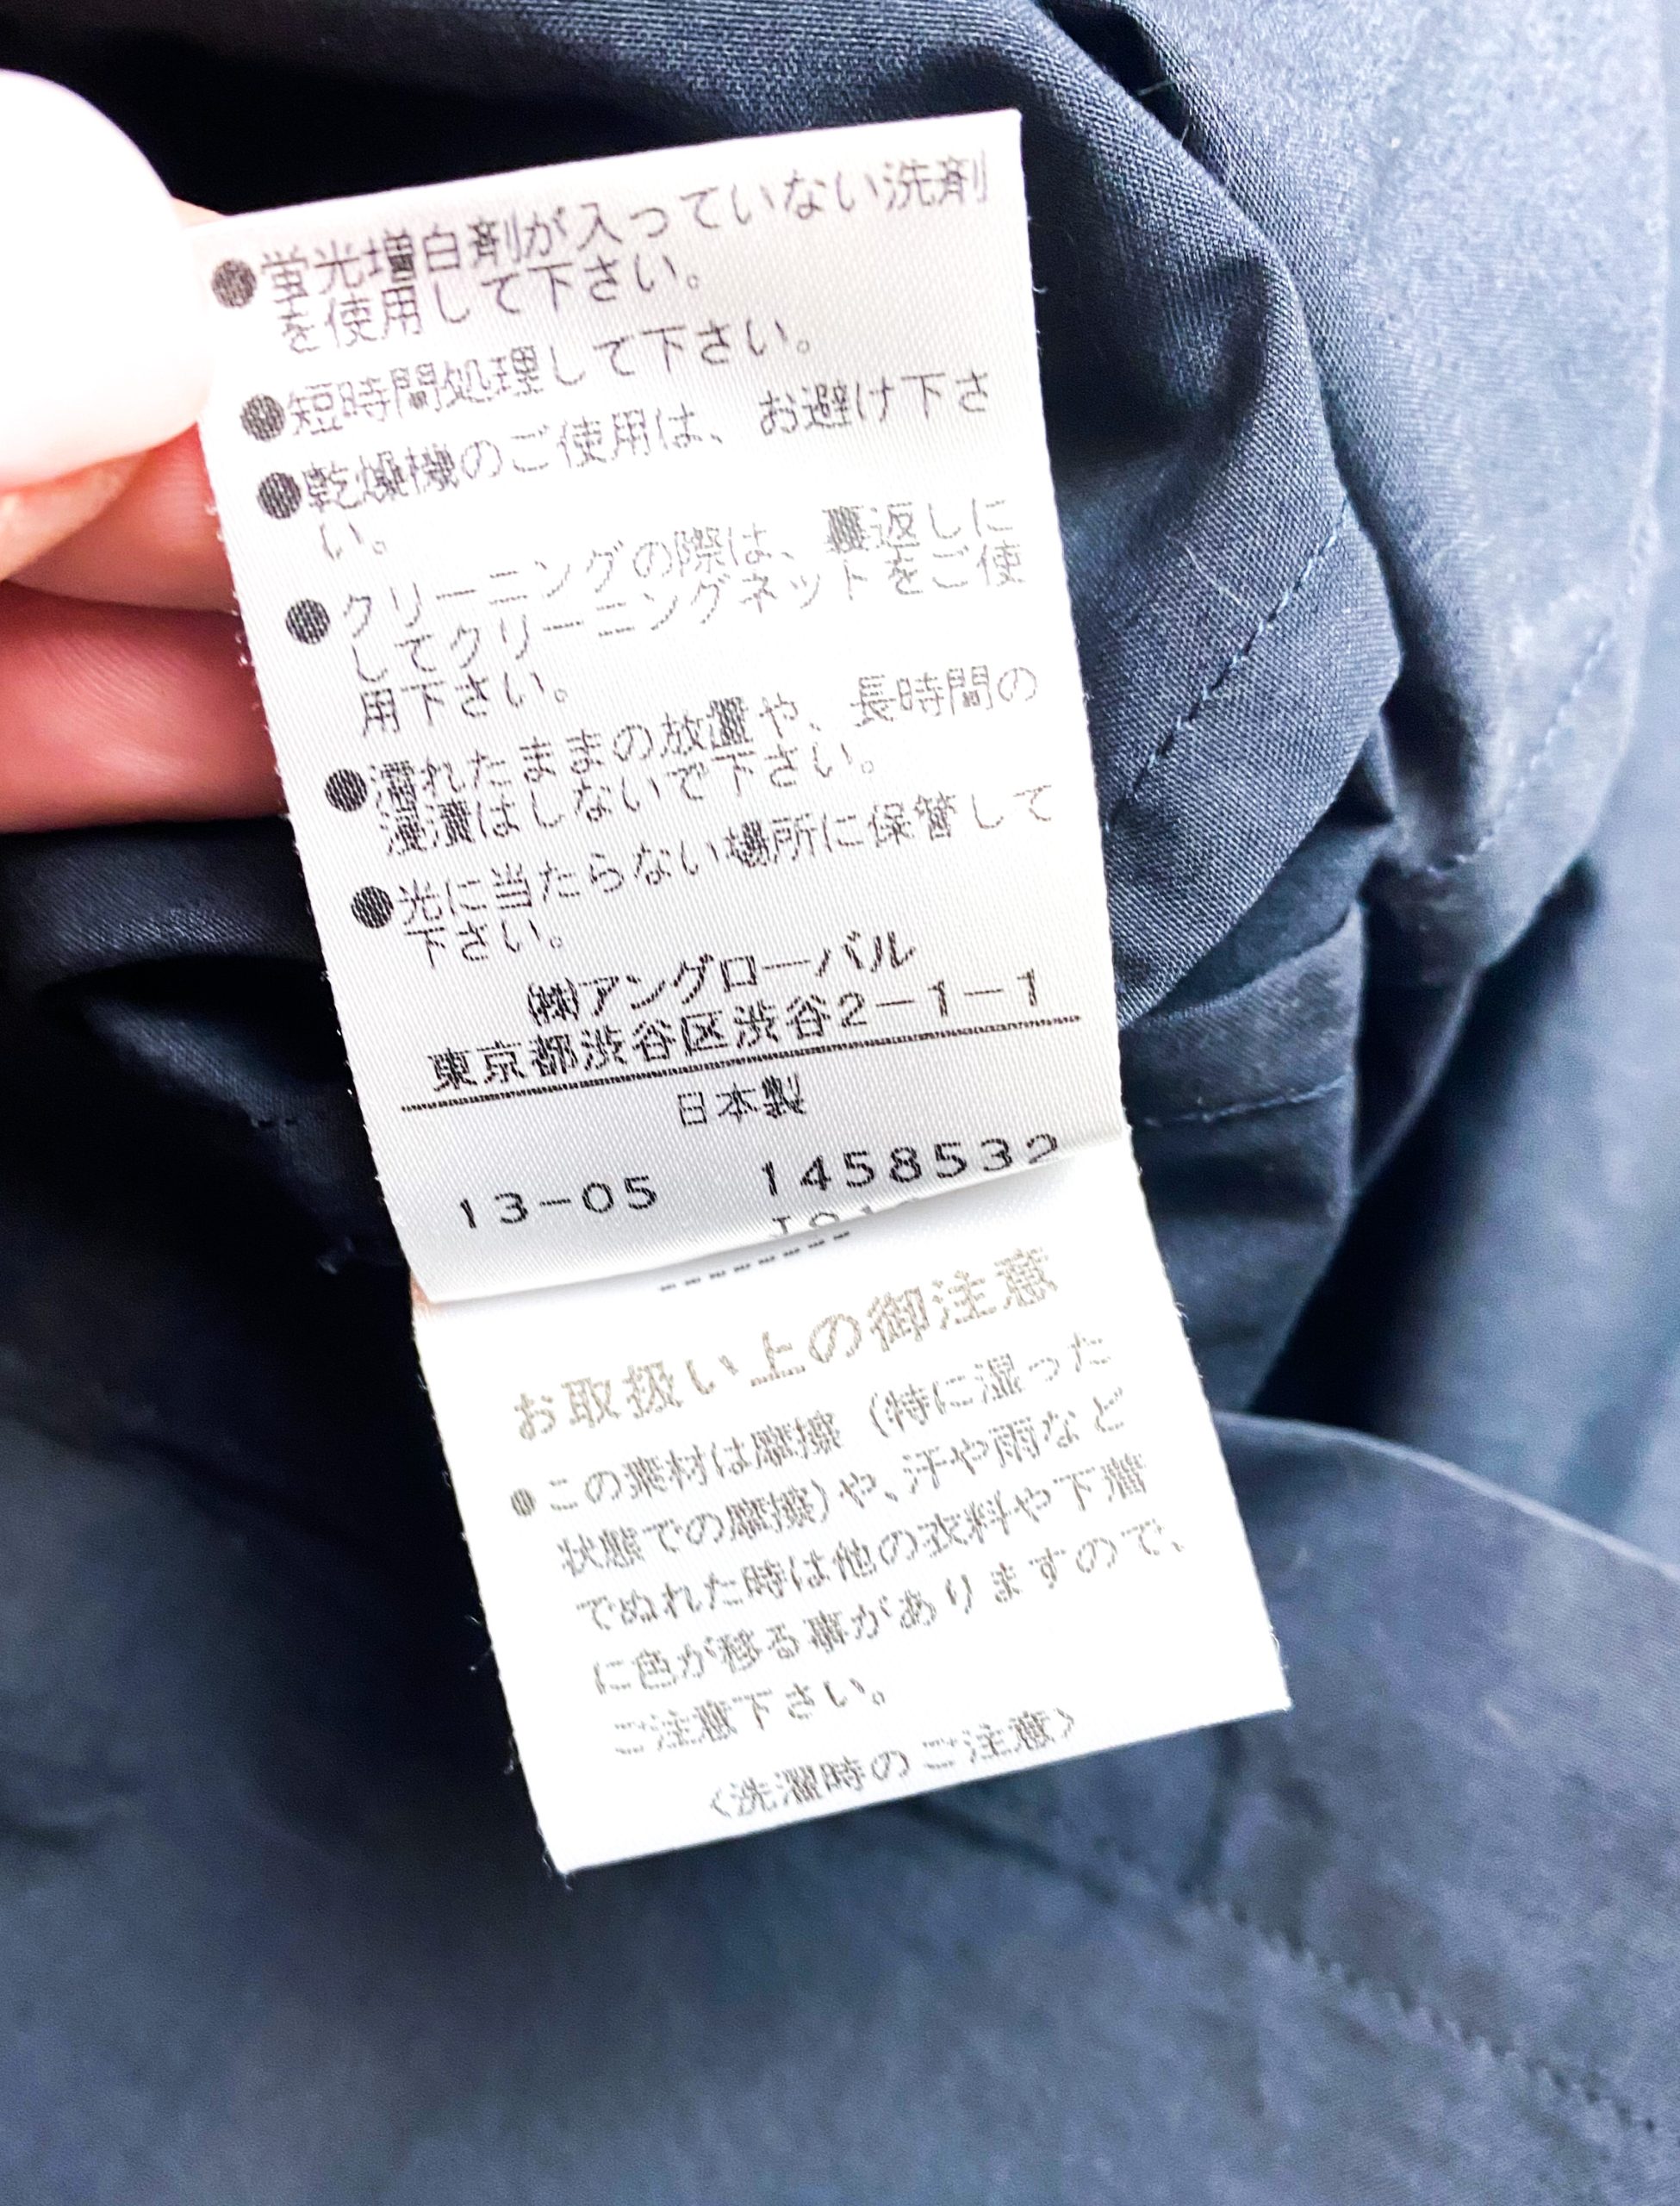 ●蛍光増白剤が入っていない洗剤
を使用して下さい。
●短時間処理して下さい。
●乾燥機のご使用は、お避け下さ
い。
●クリーニングの際は、裏返しに
してクリーニングネットをご使
用下さい。
●濡れたままの放置や、長時間の
浸漬はしないで下さい。
●光に当たらない場所に保管して
下さい。
㈱アングローバル
東京都渋谷区渋谷2-1-1
日本製
13-05 1458532
お取扱い上の御注意
●この素材は摩擦（特に湿った
状態での摩擦)や、汗や雨など
でぬれた時は他の衣料や下着
に色が移る事がありますので、
ご注意下さい。
〈洗濯時のご注意〉